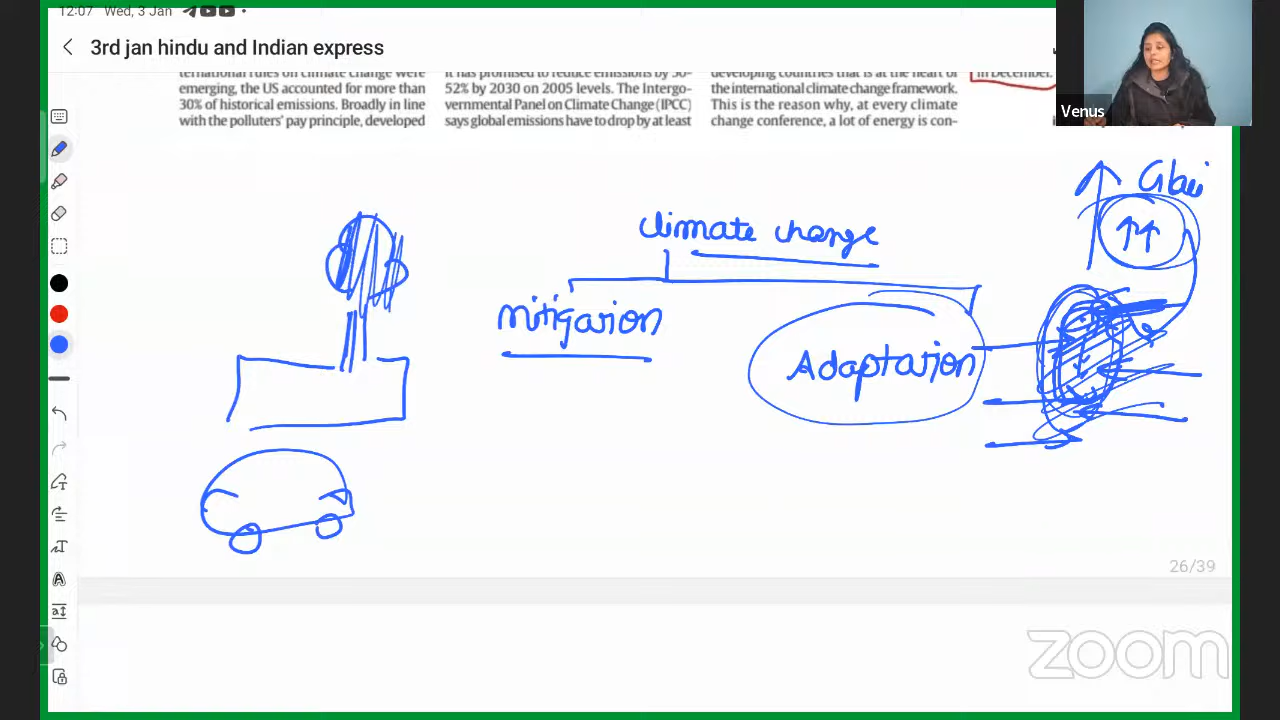 12:07 Wed, 3 Jan
3rd jan hindu and Indian express
Venus
ternational rules on climate change were
emerging, the US accounted for more than
30% of historical emissions. Broadly in line
with the polluters' pay principle, developed
it has promised to reduce emissions by 50-
52% by 2030 on 2005 levels. The Intergo-
vernmental Panel on Climate Change (IPCC)
says global emissions have to drop by at least
developing countries that is at the heart of
the international climate change framework.
This is the reason why, at every climate
change conference, a lot of energy is con-
in December.
climate change
mitigation
Adaptation
26/39
zoom